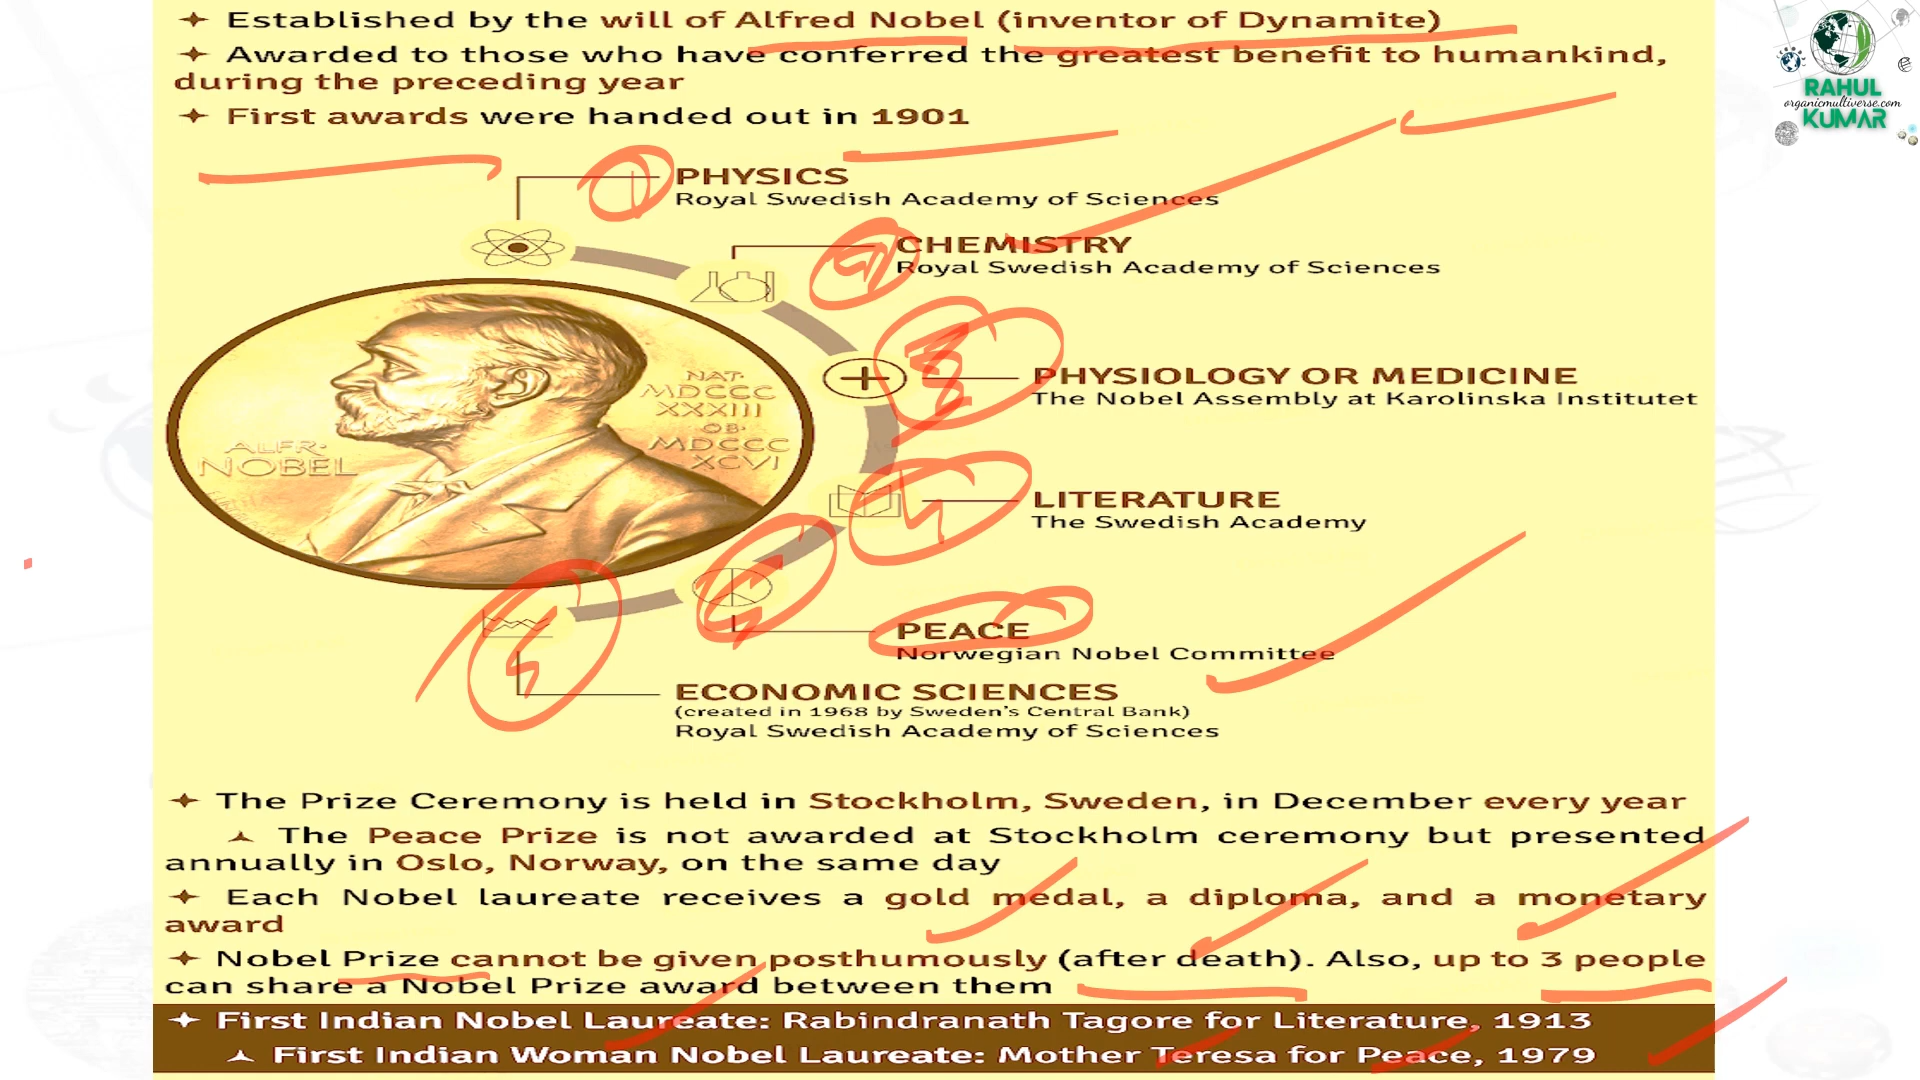 ✦ Established by the will of Alfred Nobel (inventor of Dynamite)
✦ Awarded to those who have conferred the greatest benefit to humankind,
during the preceding year
✦ First awards were handed out in 1901
RAHUL
organicmultiverse.com
KUMAR
PHYSICS
Royal Swedish Academy of Sciences
CHEMISTRY
Royal Swedish Academy of Sciences
PHYSIOLOGY OR MEDICINE
The Nobel Assembly at Karolinska Institutet
NAT·
MDCCC
XXXIII
OB·
MDCCC
XCVI
ALFR·
NOBEL
LITERATURE
The Swedish Academy
PEACE
Norwegian Nobel Committee
ECONOMIC SCIENCES
(created in 1968 by Sweden's Central Bank)
Royal Swedish Academy of Sciences
✦ The Prize Ceremony is held in Stockholm, Sweden, in December every year
The Peace Prize is not awarded at Stockholm ceremony but presented
annually in Oslo, Norway, on the same day
✦ Each Nobel laureate receives a gold medal, a diploma, and a monetary
award
✦ Nobel Prize cannot be given posthumously (after death). Also, up to 3 people
can share a Nobel Prize award between them
✦ First Indian Nobel Laureate: Rabindranath Tagore for Literature, 1913
First Indian Woman Nobel Laureate: Mother Teresa for Peace, 1979